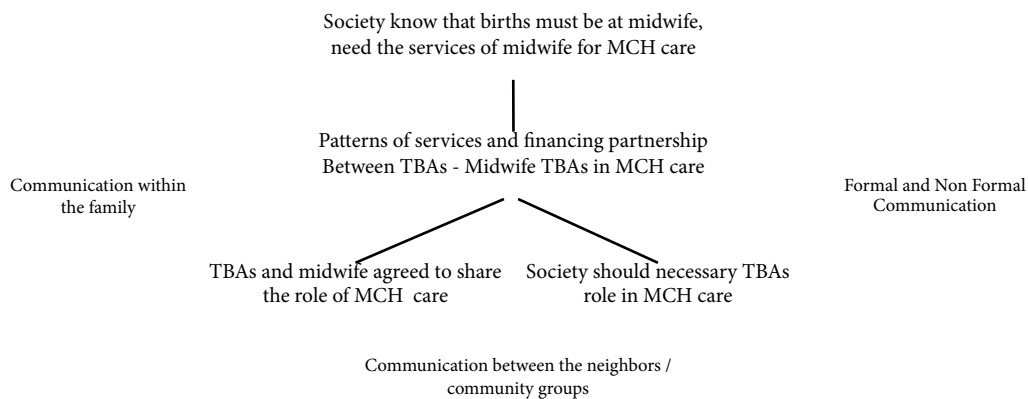 Society know that births must be at midwife,
need the services of midwife for MCH care
Patterns of services and financing partnership
Between TBAs - Midwife TBAs in MCH care
Communication within
the family
Formal and Non Formal
Communication
TBAs and midwife agreed to share
the role of MCH care
Society should necessary TBAs
role in MCH care
Communication between the neighbors /
community groups